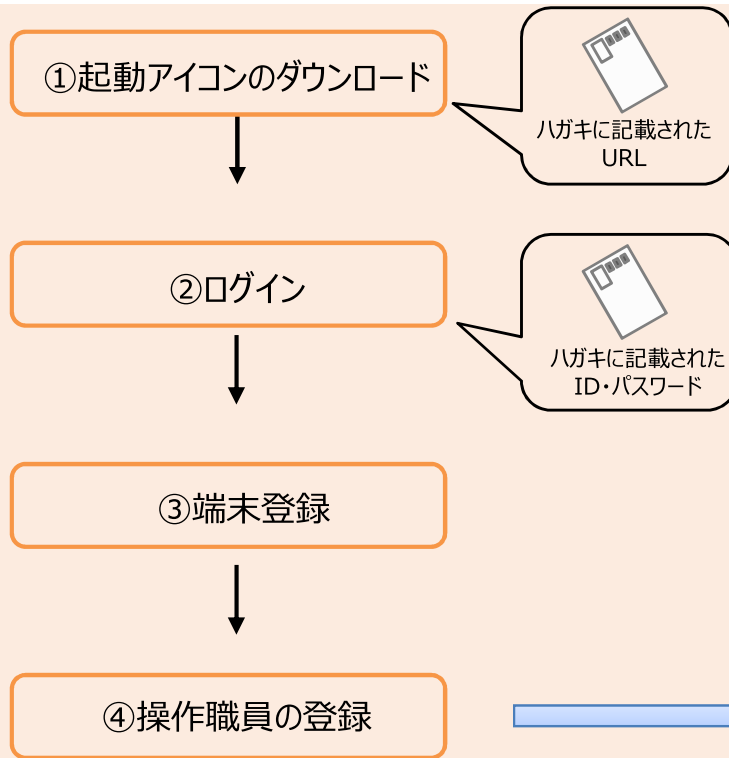 ①起動アイコンのダウンロード
ハガキに記載された
URL
②ログイン
ハガキに記載された
ID・パスワード
③端末登録
④操作職員の登録